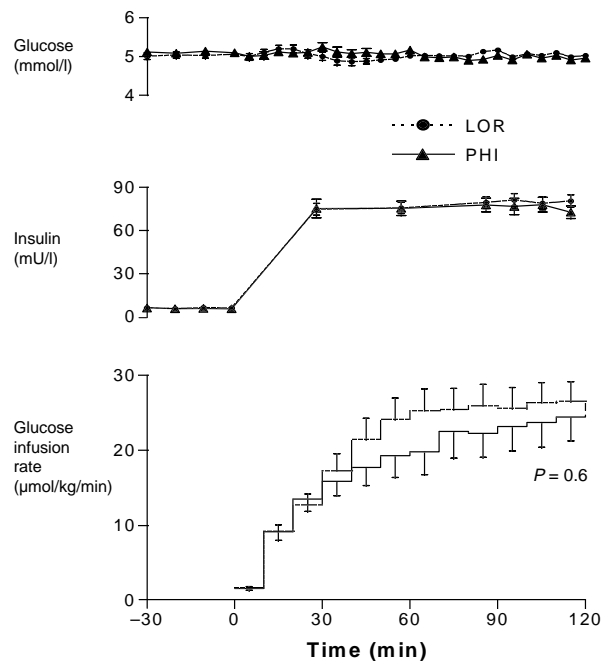 6
Glucose
(mmol/l)
5
4
LOR
PHI
90
60
Insulin
(mU/l)
30
0
30
Glucose
infusion
rate
(µmol/kg/min)
20
P = 0.6
10
0
–30 0 30 60 90 120
Time (min)